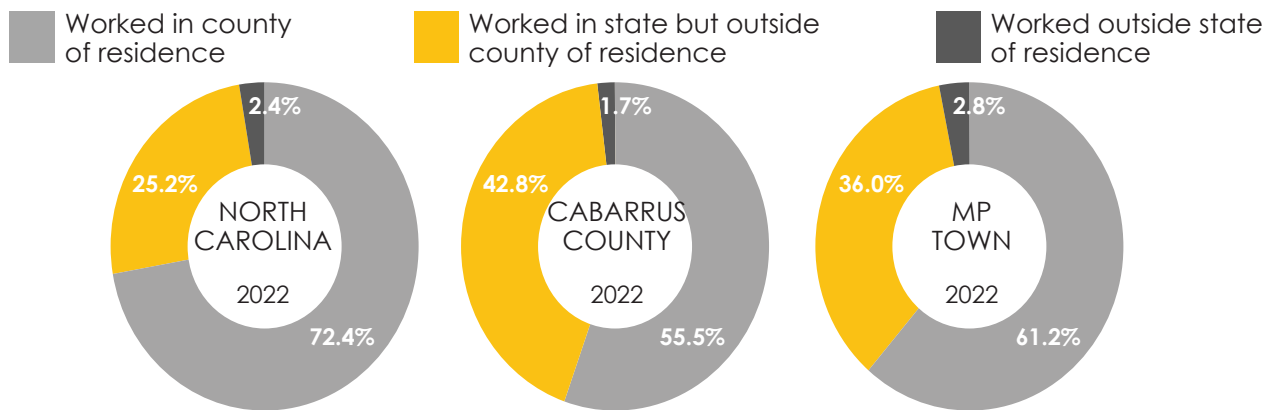 Worked in county
of residence
Worked in state but outside
county of residence
Worked outside state
of residence
2.4%
25.2%
NORTH
CAROLINA
2022
72.4%
1.7%
42.8%
CABARRUS
COUNTY
2022
55.5%
2.8%
36.0%
MP
TOWN
2022
61.2%